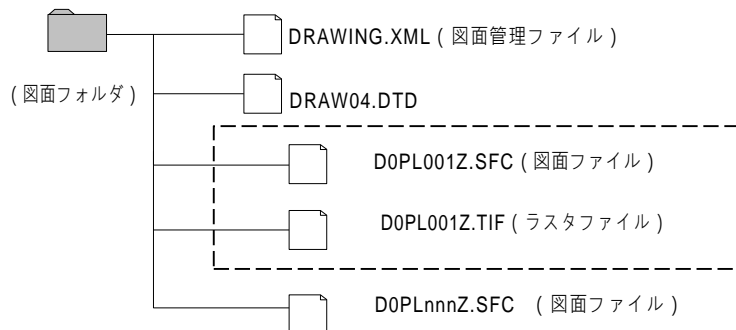 DRAWING.XML ( 図面管理ファイル )
( 図面フォルダ )
DRAW04.DTD
D0PL001Z.SFC ( 図面ファイル )
D0PL001Z.TIF ( ラスタファイル )
D0PLnnnZ.SFC ( 図面ファイル )